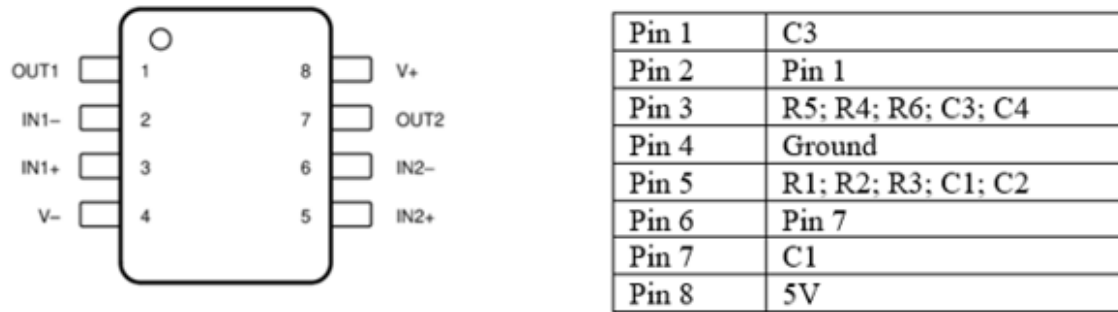 OUT1 1 8 V+
IN1− 2 7 OUT2
IN1+ 3 6 IN2−
V− 4 5 IN2+
Pin 1 C3
Pin 2 Pin 1
Pin 3 R5; R4; R6; C3; C4
Pin 4 Ground
Pin 5 R1; R2; R3; C1; C2
Pin 6 Pin 7
Pin 7 C1
Pin 8 5V